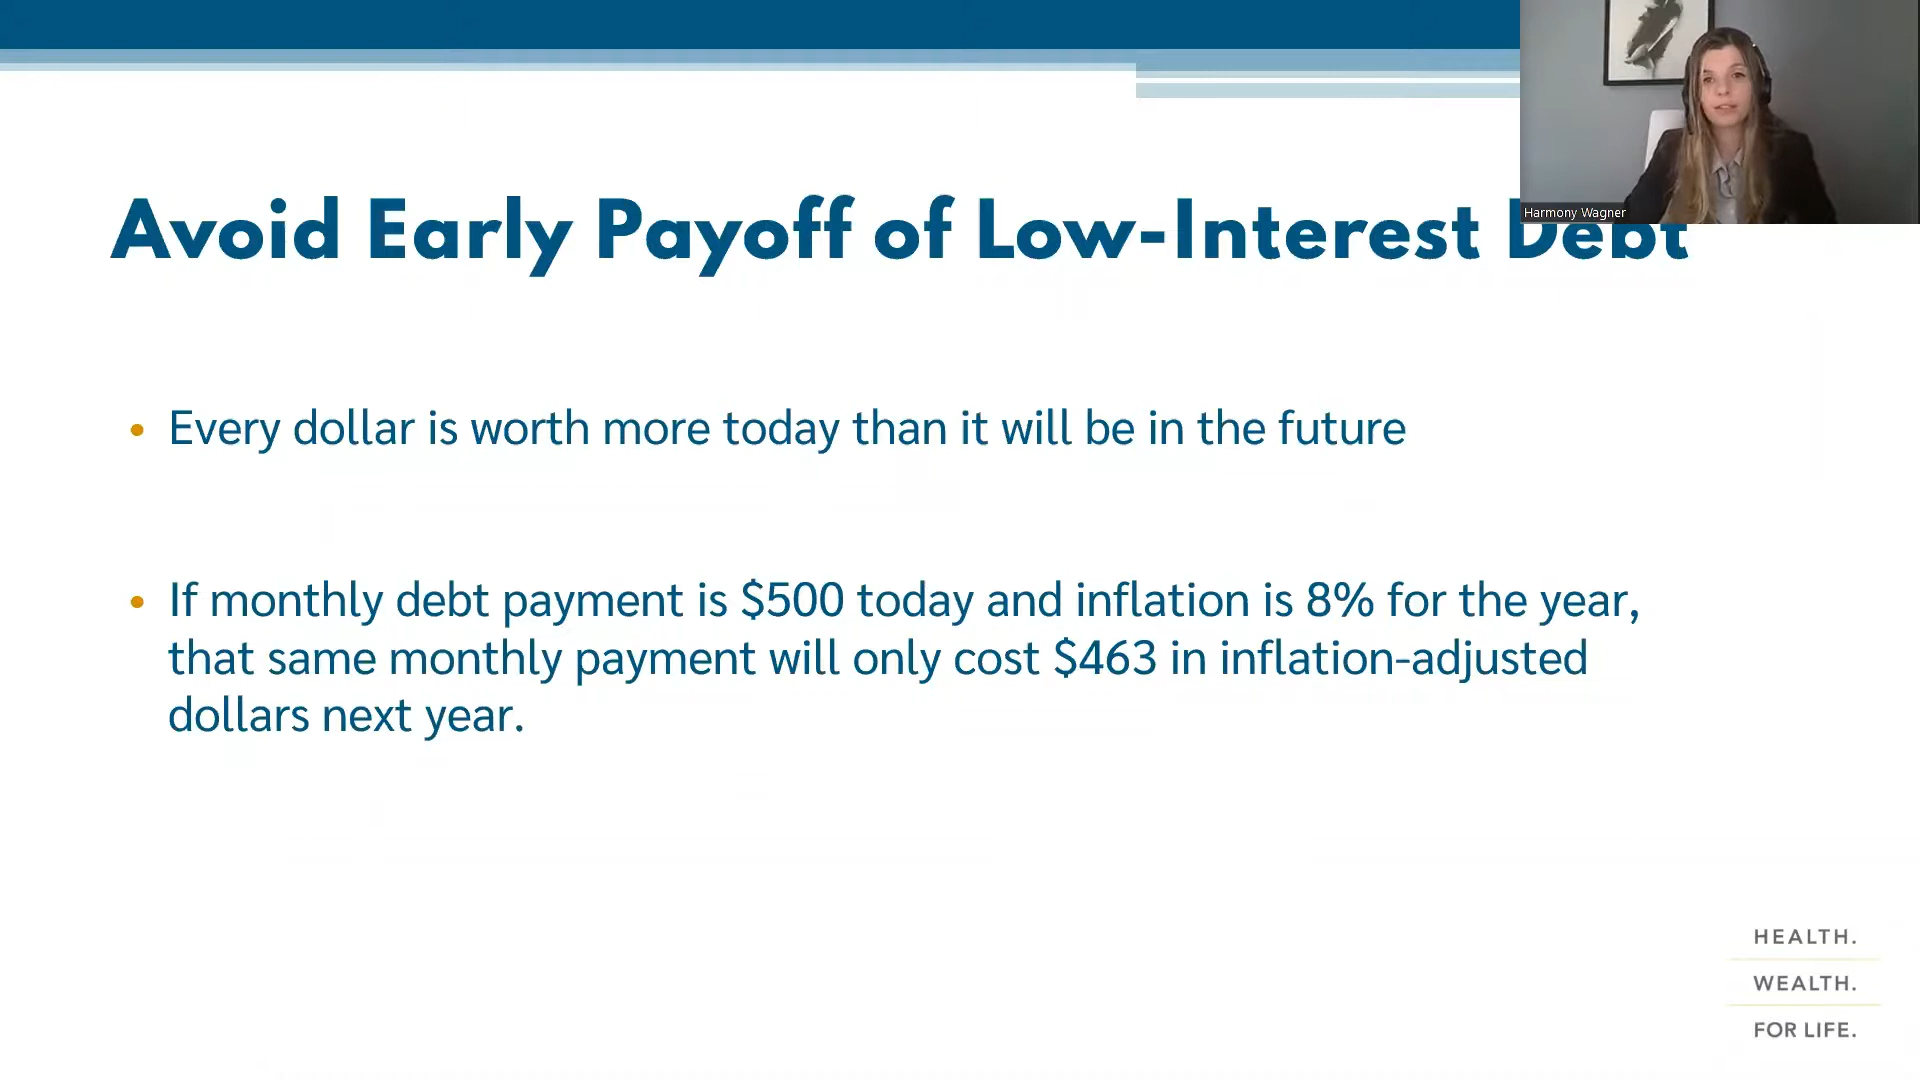 Harmony Wagner
Avoid Early Payoff of Low-Interest Debt
• Every dollar is worth more today than it will be in the future
• If monthly debt payment is $500 today and inflation is 8% for the year,
that same monthly payment will only cost $463 in inflation-adjusted
dollars next year.
HEALTH.
WEALTH.
FOR LIFE.